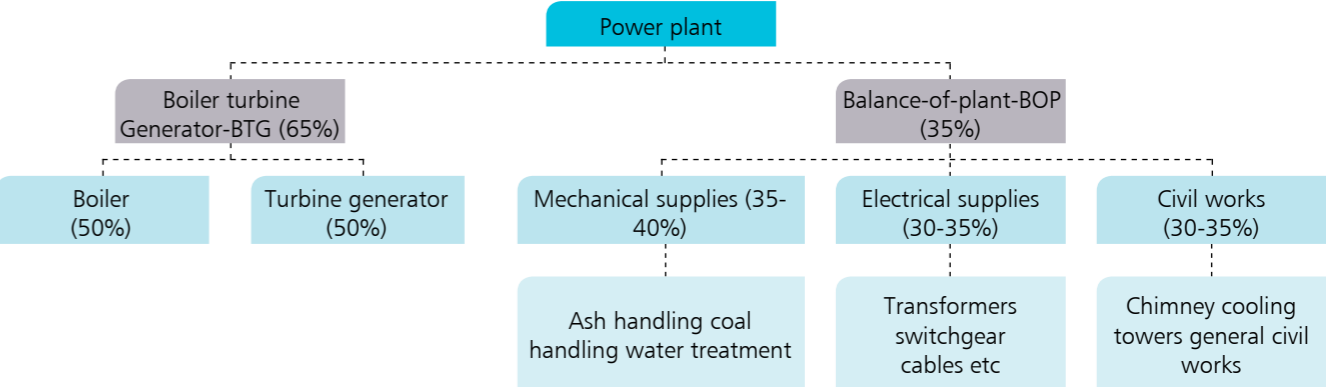 Power plant
Boiler turbine
Generator-BTG (65%)
Balance-of-plant-BOP
(35%)
Boiler
(50%)
Turbine generator
(50%)
Mechanical supplies (35-
40%)
Electrical supplies
(30-35%)
Civil works
(30-35%)
Ash handling coal
handling water treatment
Transformers
switchgear
cables etc
Chimney cooling
towers general civil
works